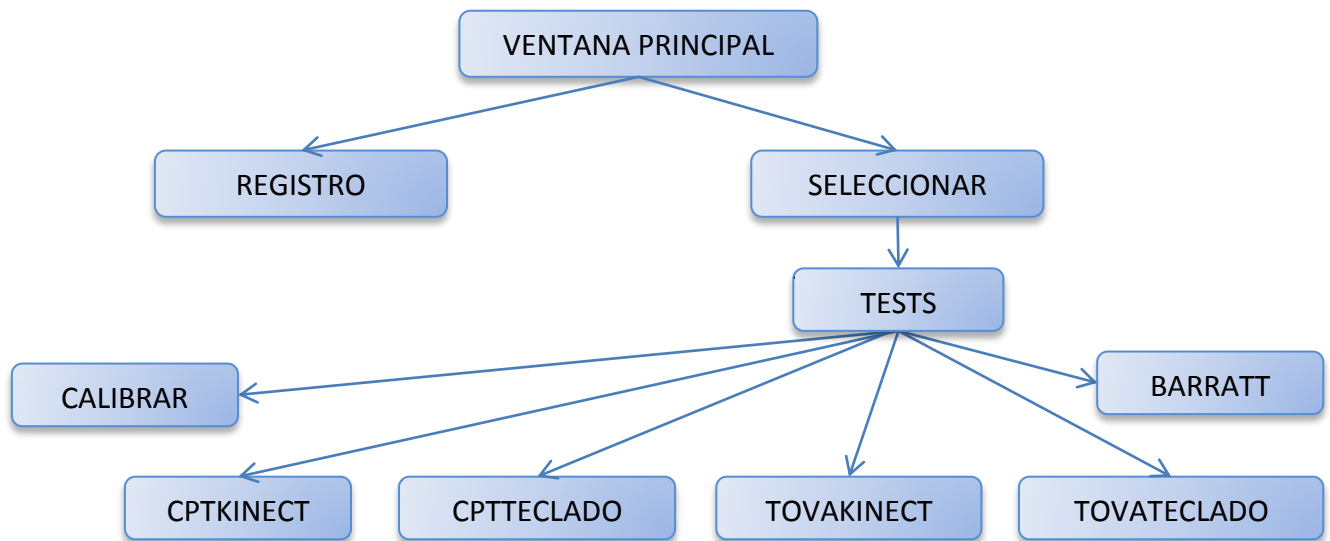 VENTANA PRINCIPAL
REGISTRO
SELECCIONAR
TESTS
CALIBRAR
BARRATT
CPTKINECT
CPTTECLADO
TOVAKINECT
TOVATECLADO